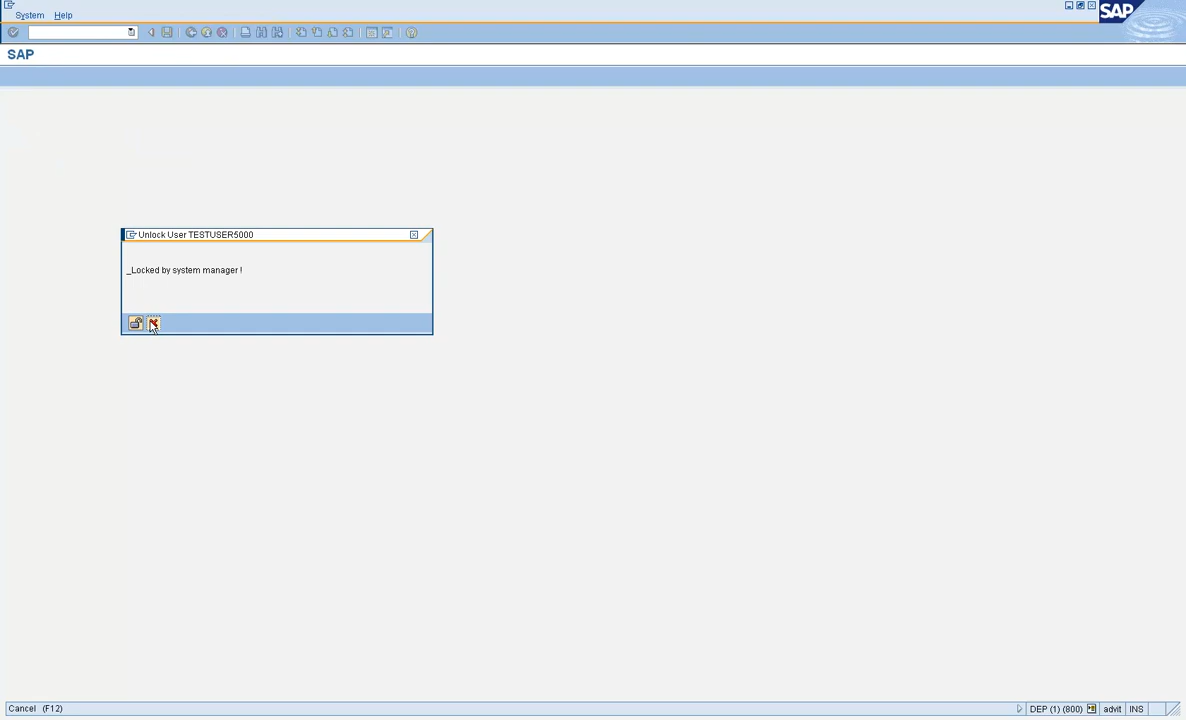 System Help
SAP
SAP
Unlock User TESTUSER5000
_Locked by system manager !
Cancel (F12)
DEP (1) (800) advit INS